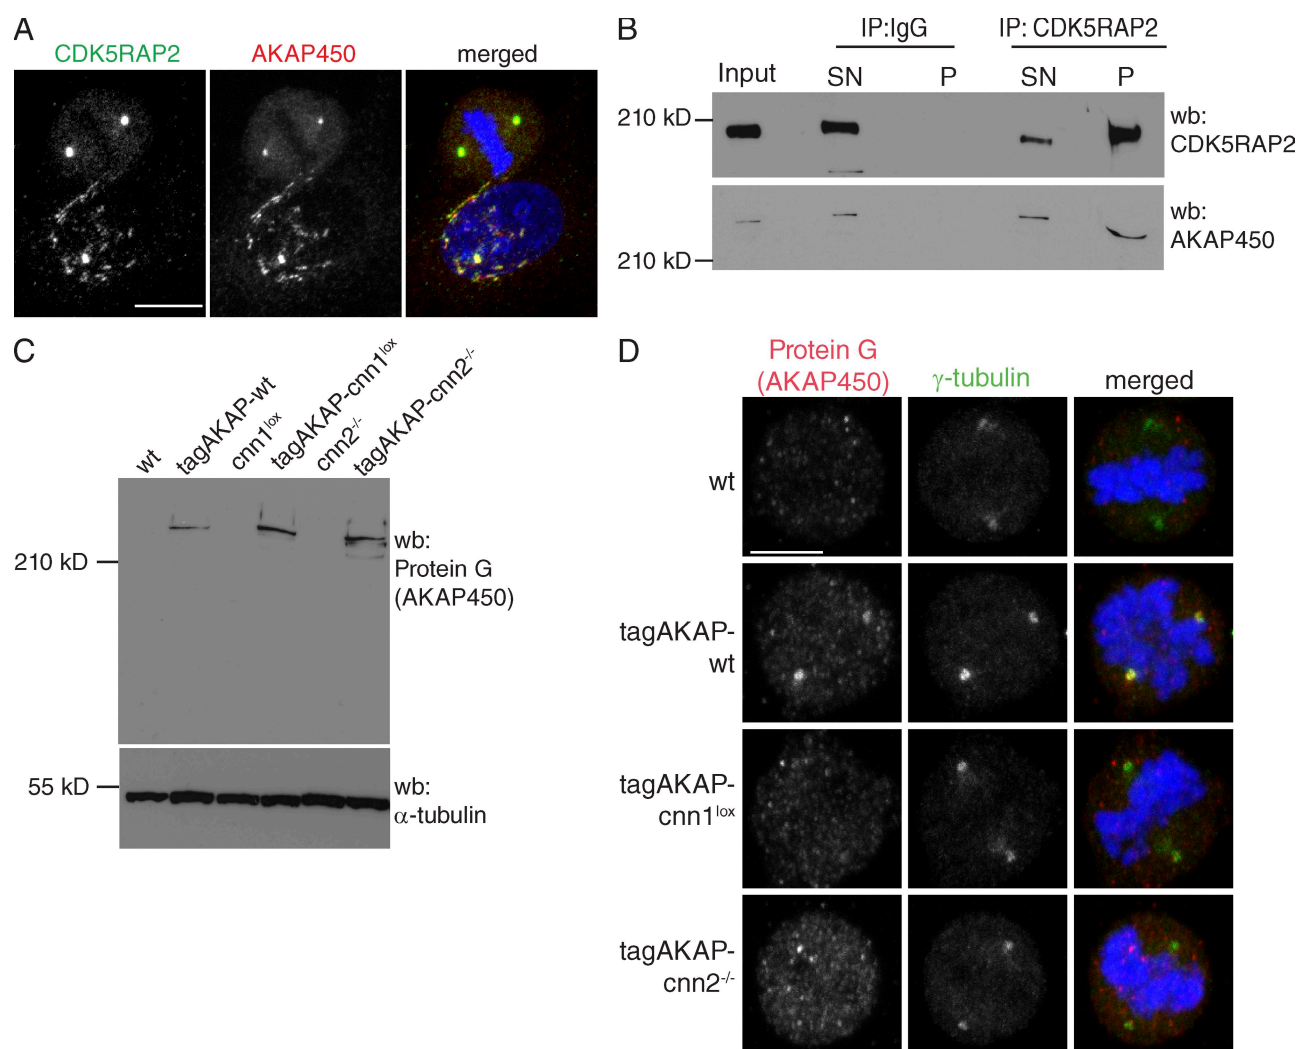 A
CDK5RAP2
AKAP450
merged
B
IP:IgG
IP: CDK5RAP2
Input
SN
P
SN
P
210 kD
wb:
CDK5RAP2
wb:
AKAP450
210 kD
C
wt
tagAKAP-wt
cnn1lox
tagAKAP-cnn1lox
cnn2-/-
tagAKAP-cnn2-/-
210 kD
wb:
Protein G
(AKAP450)
55 kD
wb:
α-tubulin
D
Protein G
(AKAP450)
γ-tubulin
merged
wt
tagAKAP-
wt
tagAKAP-
cnn1lox
tagAKAP-
cnn2-/-